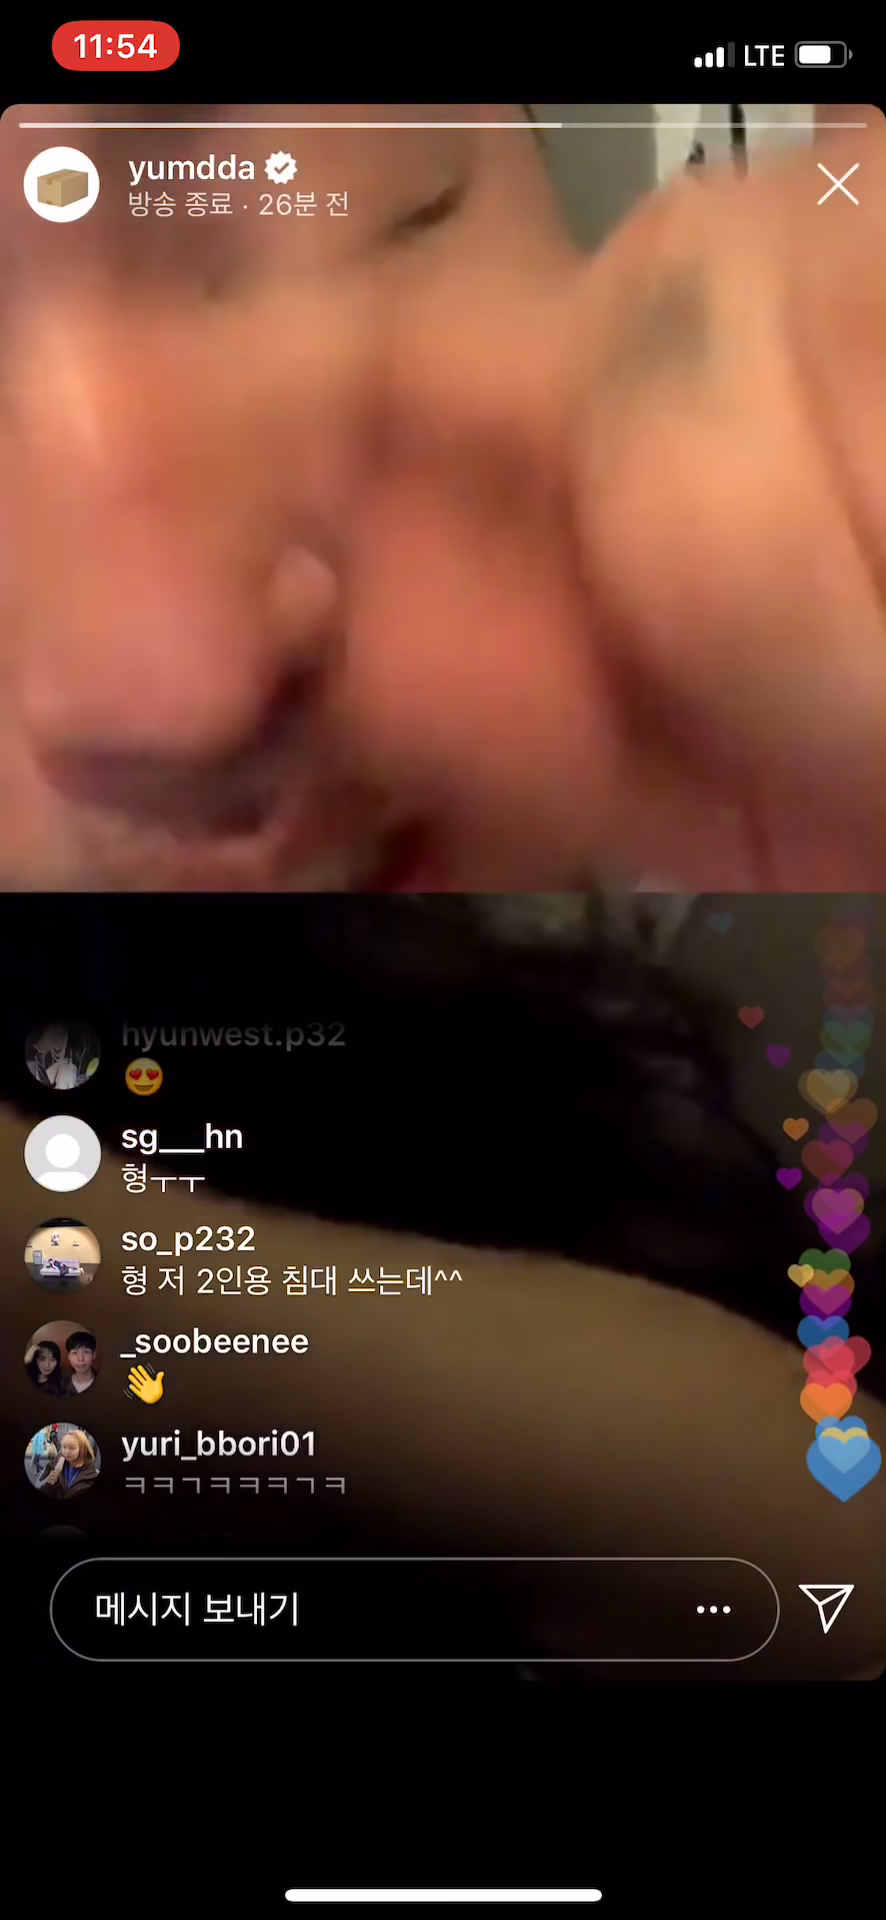 11:54
LTE
yumdda
방송 종료 · 26분 전
hyunwest.p32
😍
sg___hn
형ㅜㅜ
so_p232
형 저 2인용 침대 쓰는데^^
_soobeenee
👋
yuri_bbori01
ㅋㅋㄱㅋㅋㅋㄱㅋ
메시지 보내기